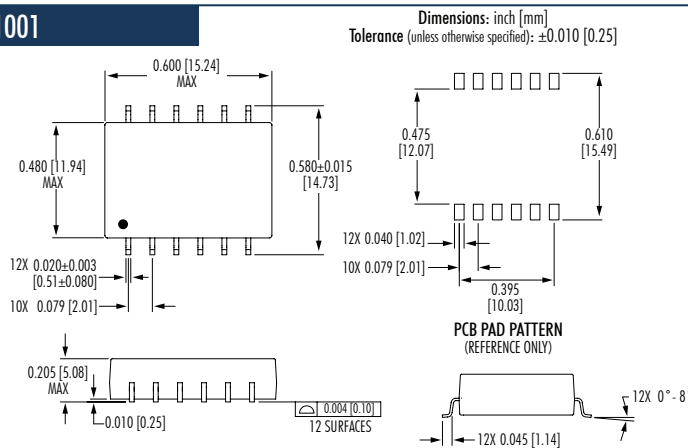 1001
Dimensions: inch [mm]
Tolerance (unless otherwise specified): ±0.010 [0.25]
0.600 [15.24]
MAX
0.480 [11.94]
MAX
0.580±0.015
[14.73]
12X 0.020±0.003
[0.51±0.080]
10X 0.079 [2.01]
0.475
[12.07]
0.610
[15.49]
12X 0.040 [1.02]
10X 0.079 [2.01]
0.395
[10.03]
PCB PAD PATTERN
(REFERENCE ONLY)
0.205 [5.08]
MAX
0.010 [0.25]
0.004 [0.10]
12 SURFACES
12X 0°- 8
12X 0.045 [1.14]